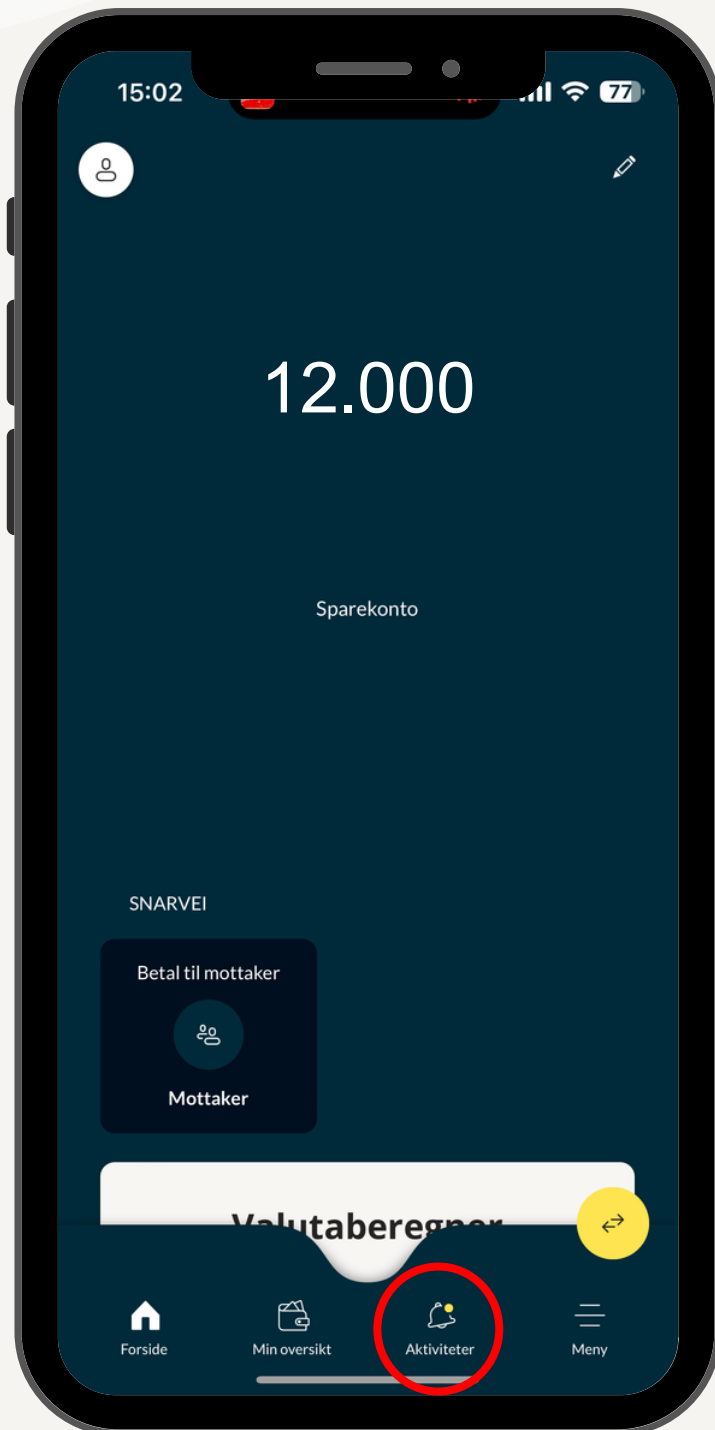 15:02
77
12.000
Sparekonto
SNARVEI
Betal til mottaker
Mottaker
Valutaberegner
Forside
Min oversikt
Aktiviteter
Meny